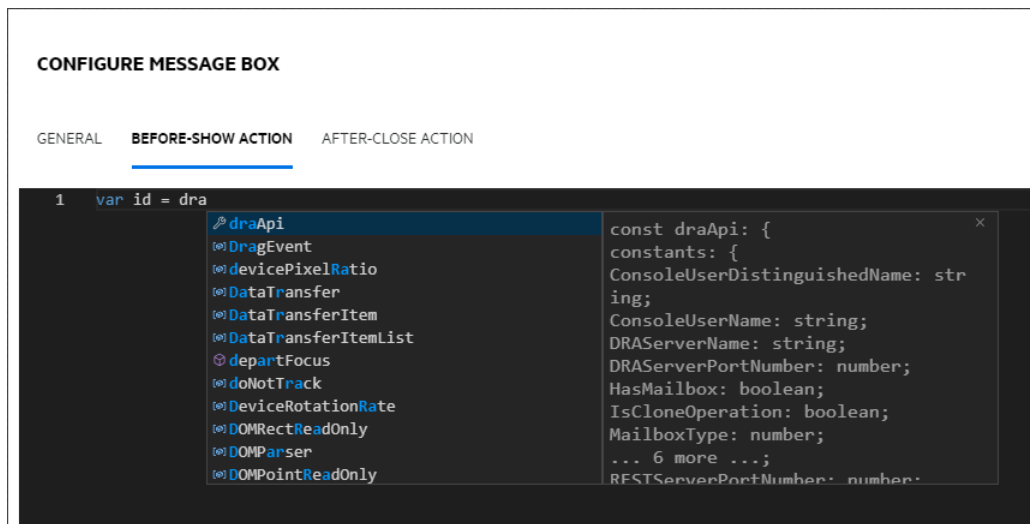 CONFIGURE MESSAGE BOX
GENERAL BEFORE-SHOW ACTION AFTER-CLOSE ACTION
1 var id = dra
draApi
DragEvent
devicePixelRatio
DataTransfer
DataTransferItem
DataTransferItemList
departFocus
doNotTrack
DeviceRotationRate
DOMRectReadOnly
DOMParser
DOMPointReadOnly
const draApi: {
constants: {
ConsoleUserDistinguishedName: str
ing;
ConsoleUserName: string;
DRAServerName: string;
DRAServerPortNumber: number;
HasMailbox: boolean;
IsCloneOperation: boolean;
MailboxType: number;
... 6 more ...;
RESTServerPortNumber: number;